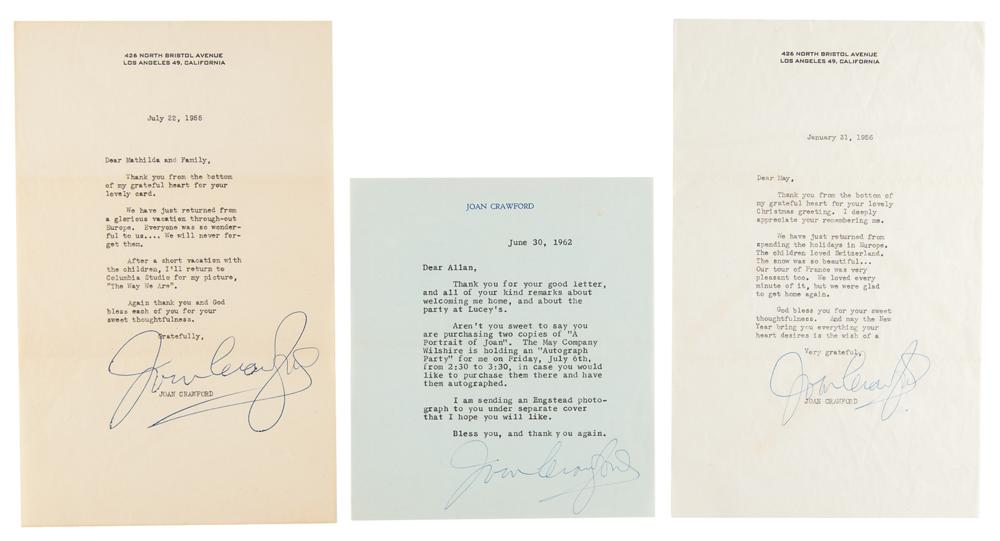 426 NORTH BRISTOL AVENUE
LOS ANGELES 49, CALIFORNIA
July 22, 1955
Dear Mathilda and Family,
Thank you from the bottom
of my grateful heart for your
lovely card.
We have just returned from
a glorious vacation through-out
Europe. Everyone was so wonder-
ful to us.... We will never for-
get them.
After a short vacation with
the children, I'll return to
Columbia Studio for my picture,
"The Way We Are".
Again thank you and God
bless each of you for your
sweet thoughtfulness.
Gratefully,
Joan Crawford
JOAN CRAWFORD
JOAN CRAWFORD
June 30, 1962
Dear Allan,
Thank you for your good letter,
and all of your kind remarks about
welcoming me home, and about the
party at Lucey's.
Aren't you sweet to say you
are purchasing two copies of "A
Portrait of Joan". The May Company
Wilshire is holding an "Autograph
Party" for me on Friday, July 6th,
from 2:30 to 3:30, in case you would
like to purchase them there and have
them autographed.
I am sending an Engstead photo-
graph to you under separate cover
that I hope you will like.
Bless you, and thank you again.
Joan Crawford
426 NORTH BRISTOL AVENUE
LOS ANGELES 49, CALIFORNIA
January 31, 1956
Dear May,
Thank you from the bottom of
my grateful heart for your lovely
Christmas greeting. I deeply
appreciate your remembering me.
We have just returned from
spending the holidays in Europe.
The children loved Switzerland.
The snow was so beautiful...
Our tour of France was very
pleasant too. We loved every
minute of it, but we were glad
to get home again.
God bless you for your sweet
thoughtfulness. And may the New
Year bring you everything your
heart desires is the wish of a
Very grateful,
Joan Crawford
JOAN CRAWFORD